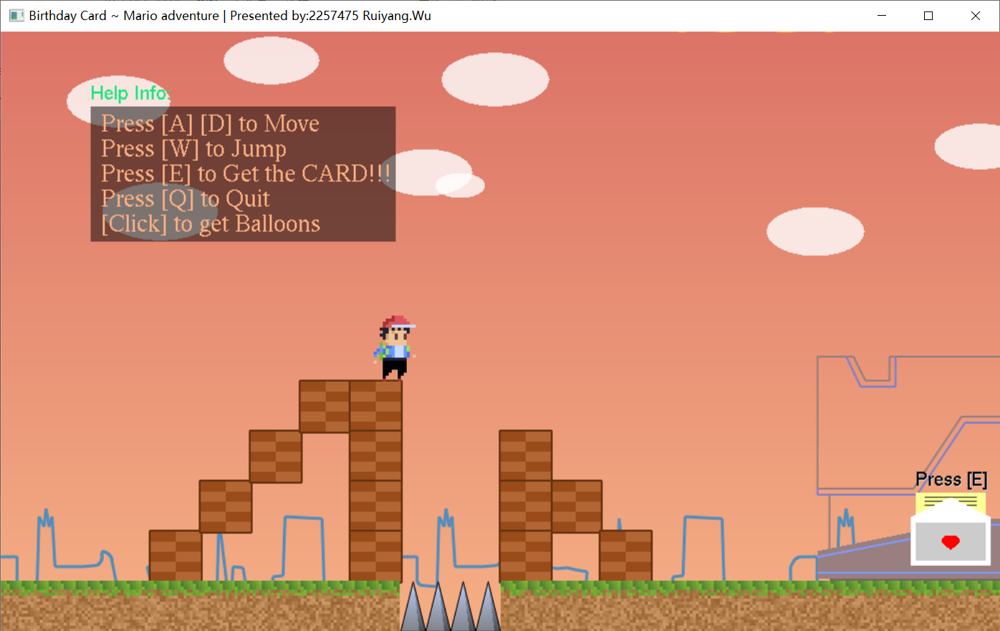 Birthday Card ~ Mario adventure | Presented by:2257475 Ruiyang.Wu
Help Info:
Press [A] [D] to Move
Press [W] to Jump
Press [E] to Get the CARD!!!
Press [Q] to Quit
[Click] to get Balloons
Press [E]